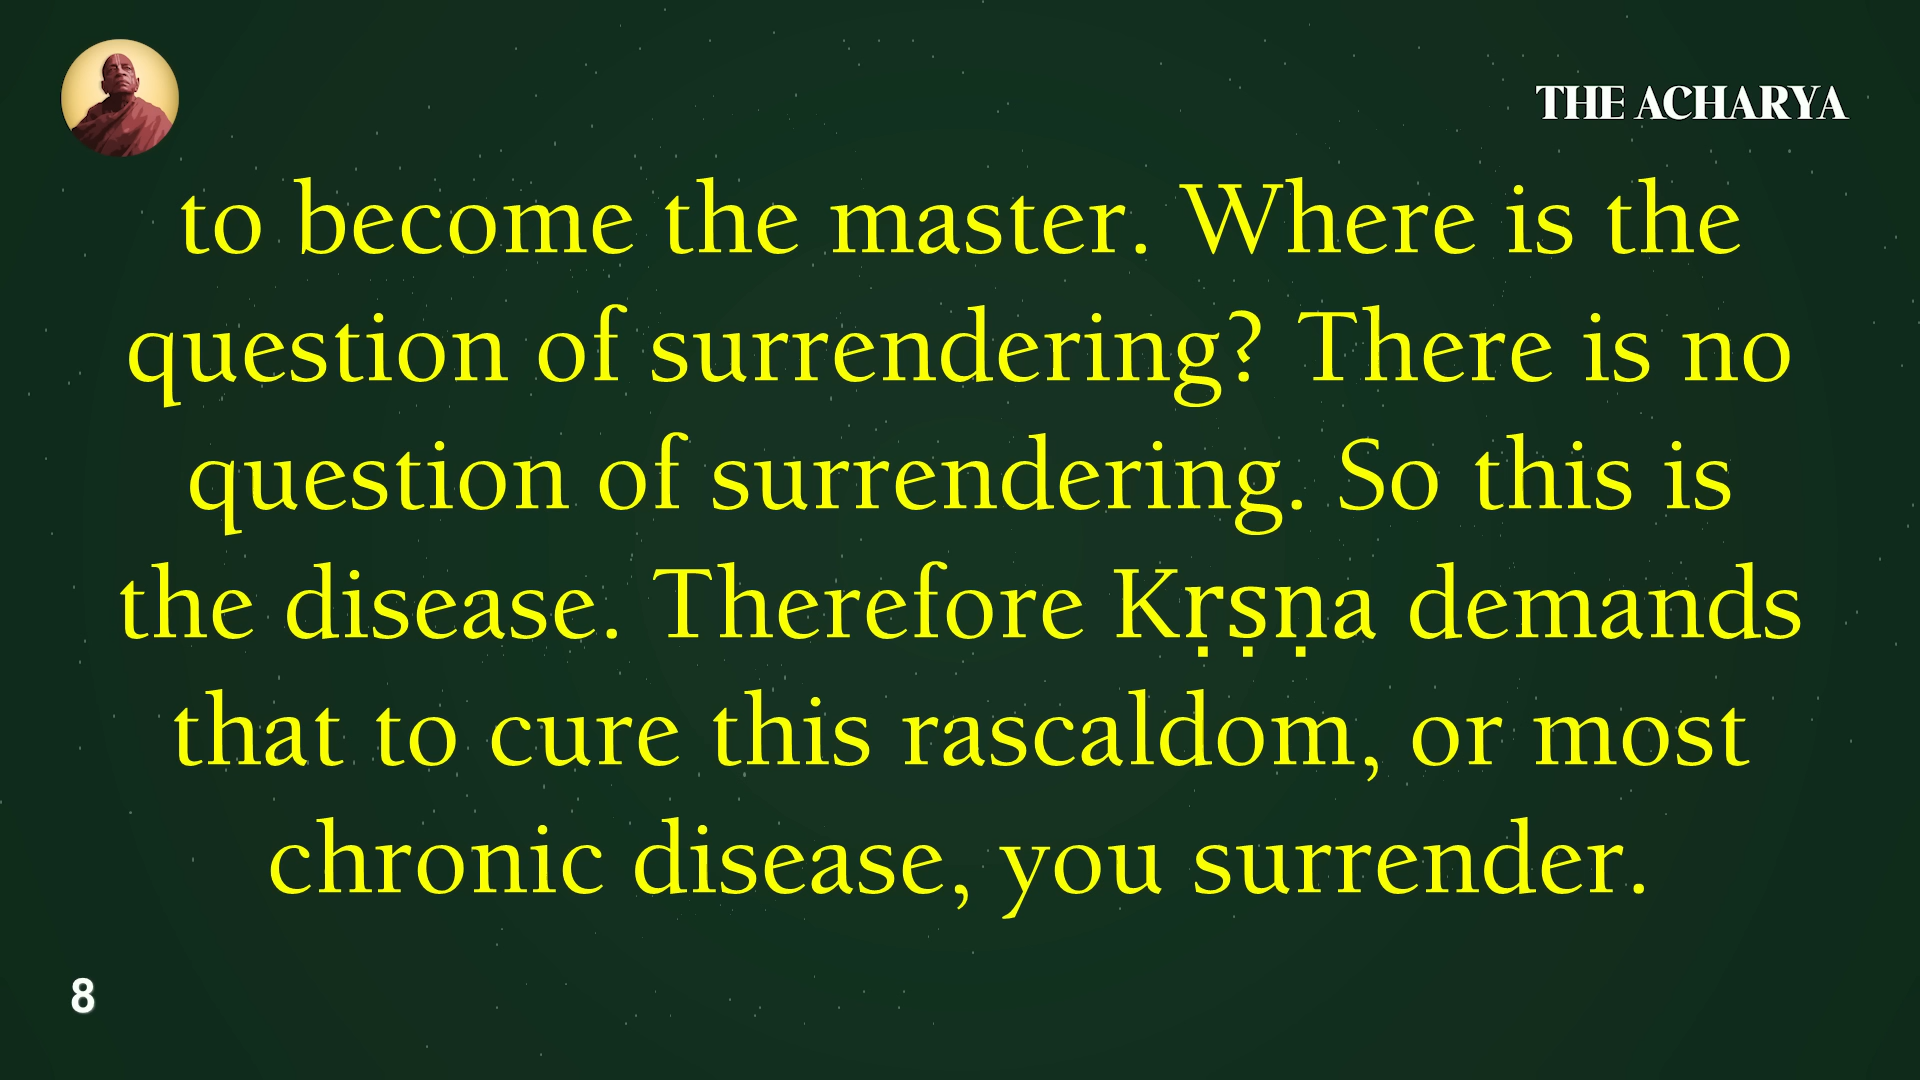 THE ACHARYA
to become the master. Where is the
question of surrendering? There is no
question of surrendering. So this is
the disease. Therefore Kṛṣṇa demands
that to cure this rascaldom, or most
chronic disease, you surrender.
8